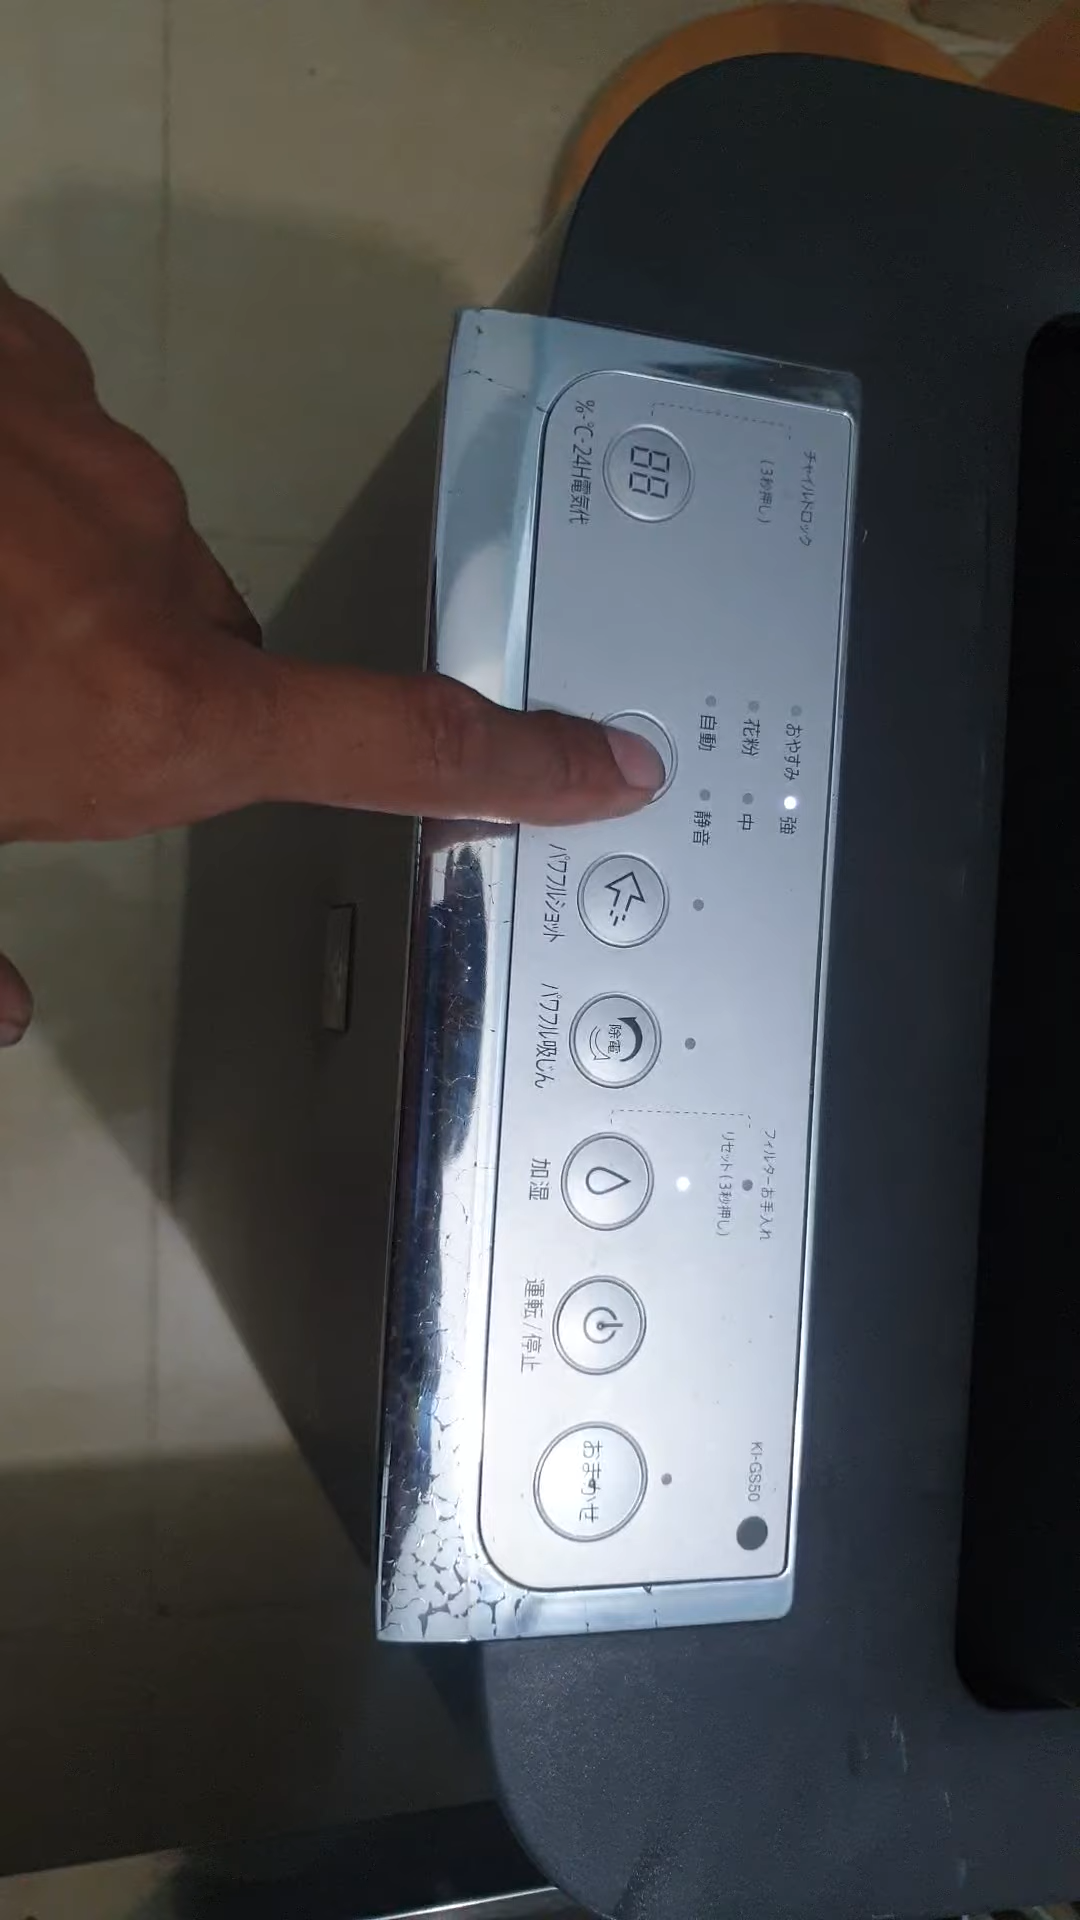 チャイルドロック
(3秒押し)
88
%·℃·24H電気代
おやすみ 強
花粉 中
自動 静音
パワフルショット
除電
パワフル吸じん
フィルターお手入れ
リセット(3秒押し)
加湿
運転/停止
おまかせ
KI-GS50